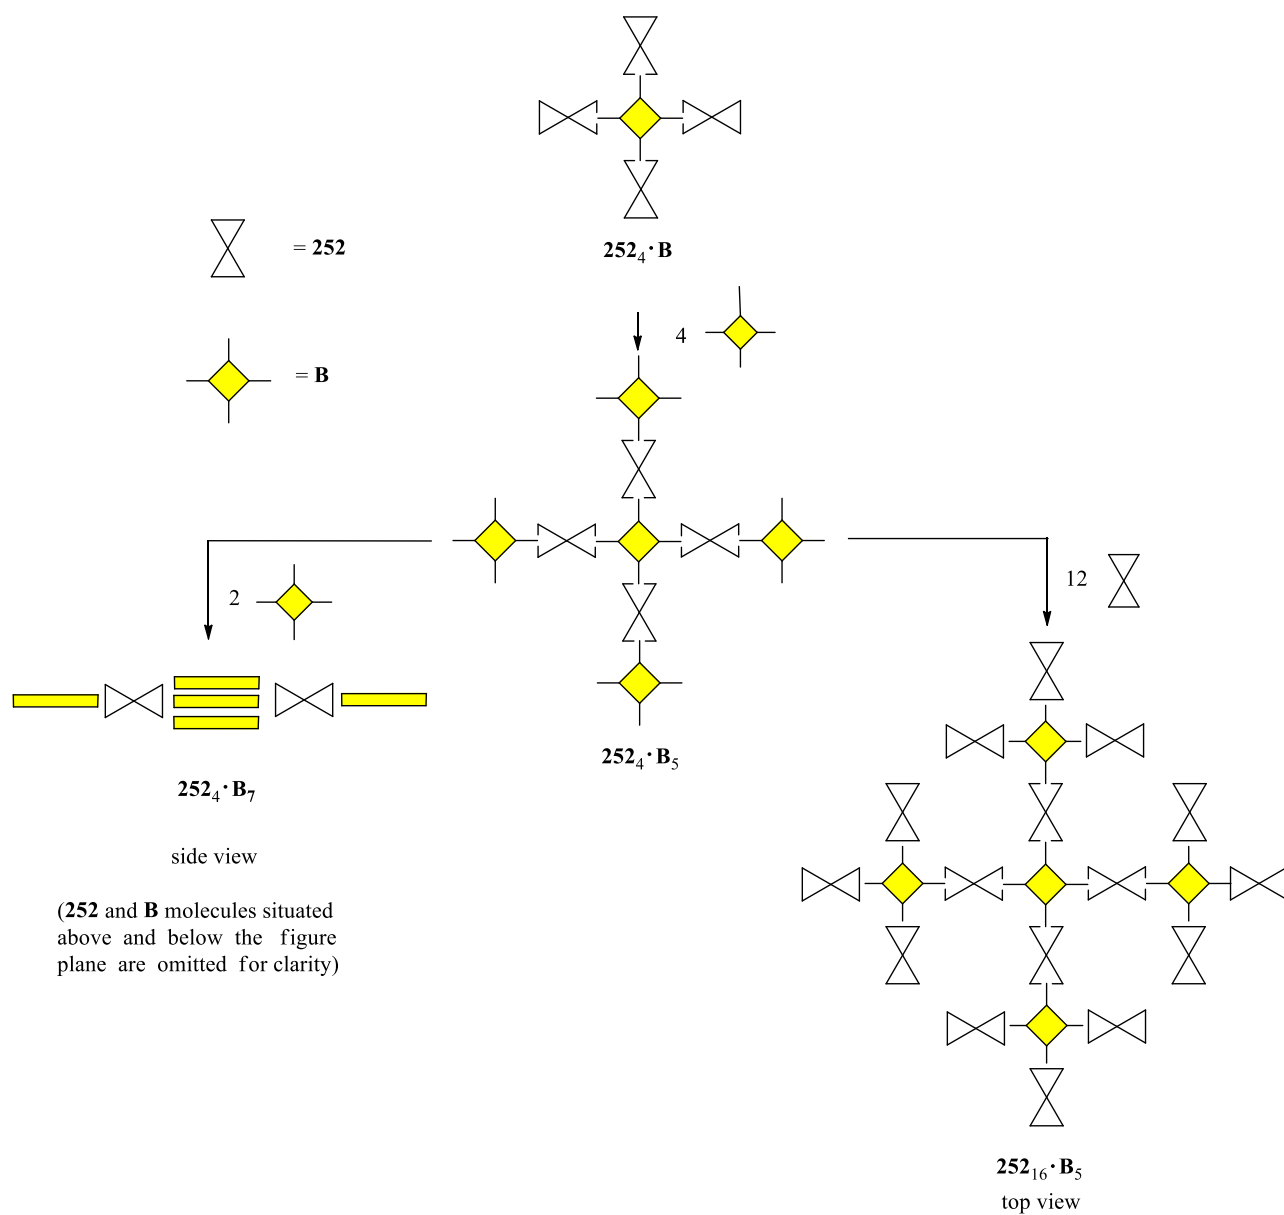 = 252
252₄·B
= B
4
2
12
252₄·B₅
252₄·B₇
side view
(252 and B molecules situated
above and below the figure
plane are omitted for clarity)
252₁₆·B₅
top view